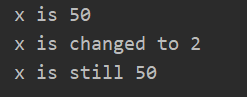 x is 50
x is changed to 2
x is still 50